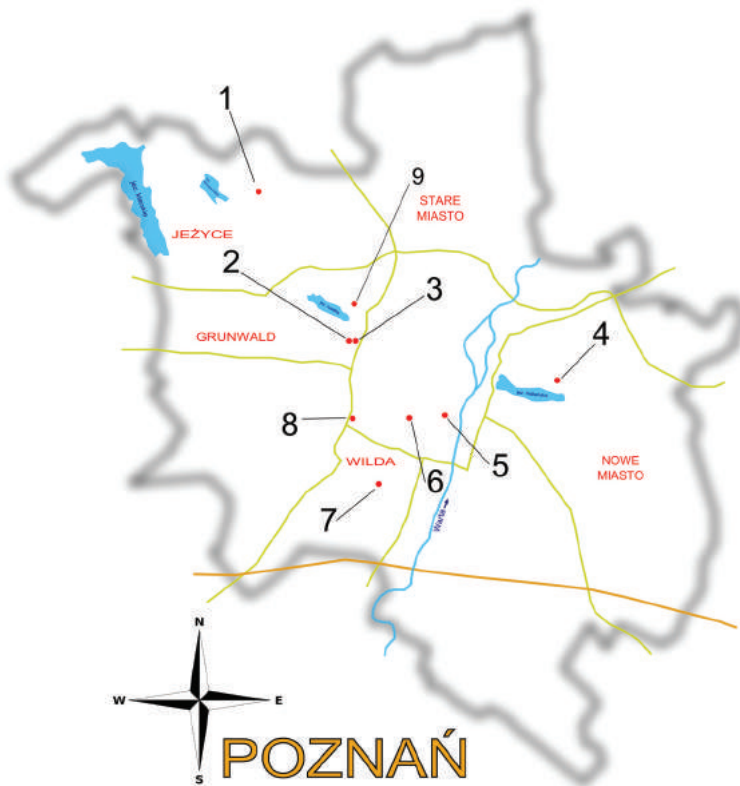 1
9
STARE
MIASTO
JEŻYCE
2
3
GRUNWALD
4
8
WILDA
5
6
NOWE
MIASTO
7
Warta
N
W
E
S
POZNAŃ